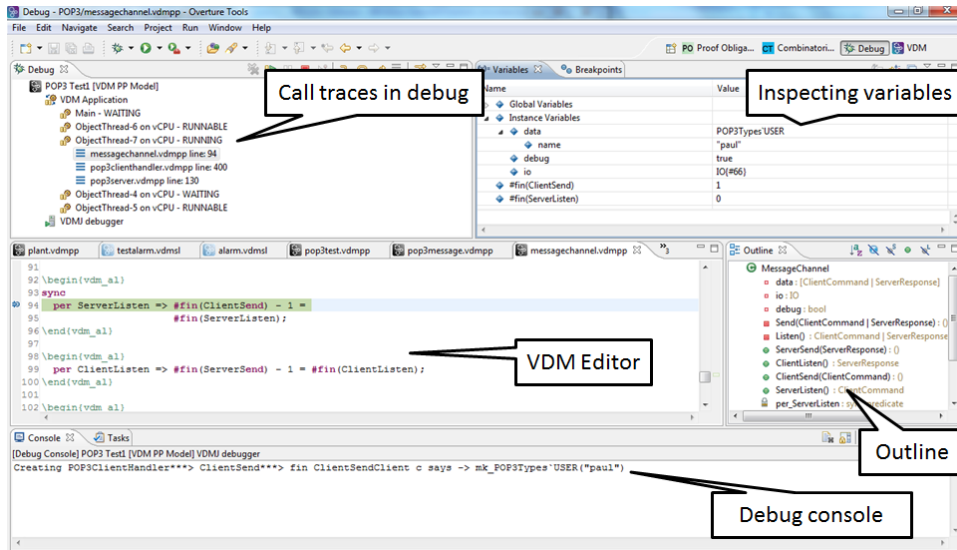 Debug - POP3/messagechannel.vdmpp - Overture Tools
File Edit Navigate Search Project Run Window Help
PO Proof Obliga... CT Combinatori... Debug VDM
Debug
POP3 Test1 [VDM PP Model]
VDM Application
Main - WAITING
ObjectThread-6 on vCPU - RUNNABLE
ObjectThread-7 on vCPU - RUNNING
messagechannel.vdmpp line: 94
pop3clienthandler.vdmpp line: 400
pop3server.vdmpp line: 130
ObjectThread-4 on vCPU - WAITING
ObjectThread-5 on vCPU - RUNNABLE
VDMJ debugger
Call traces in debug
Variables Breakpoints
Name Value
Global Variables
Instance Variables
data POP3Types`USER
name "paul"
debug true
io IO{#66}
#fin(ClientSend) 1
#fin(ServerListen) 0
Inspecting variables
plant.vdmpp testalarm.vdmsl alarm.vdmsl pop3test.vdmpp pop3message.vdmpp messagechannel.vdmpp
91
92 \begin{vdm_al}
93 sync
94 per ServerListen => #fin(ClientSend) - 1 =
95 #fin(ServerListen);
96 \end{vdm_al}
97
98 \begin{vdm_al}
99 per ClientListen => #fin(ServerSend) - 1 = #fin(ClientListen);
100 \end{vdm_al}
101
102 \begin{vdm_al}
VDM Editor
Outline
MessageChannel
data : [ClientCommand | ServerResponse]
io : IO
debug : bool
Send(ClientCommand | ServerResponse) : ()
Listen() : ClientCommand | ServerResponse
ServerSend(ServerResponse) : ()
ClientListen() : ServerResponse
ClientSend(ClientCommand) : ()
ServerListen() : ClientCommand
per_ServerListen :
Outline
Console Tasks
[Debug Console] POP3 Test1 [VDM PP Model] VDMJ debugger
Creating POP3ClientHandler***> ClientSend***> fin ClientSendClient c says -> mk_POP3Types`USER("paul")
Debug console